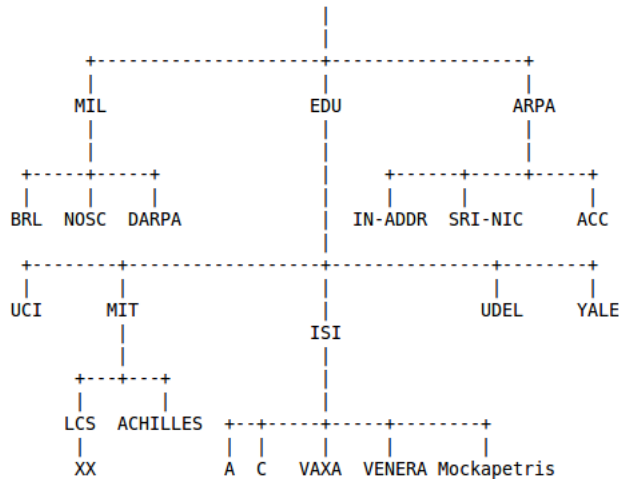 MIL EDU ARPA
BRL NOSC DARPA IN-ADDR SRI-NIC ACC
UCI MIT UDEL YALE
ISI
LCS ACHILLES
XX A C VAXA VENERA Mockapetris